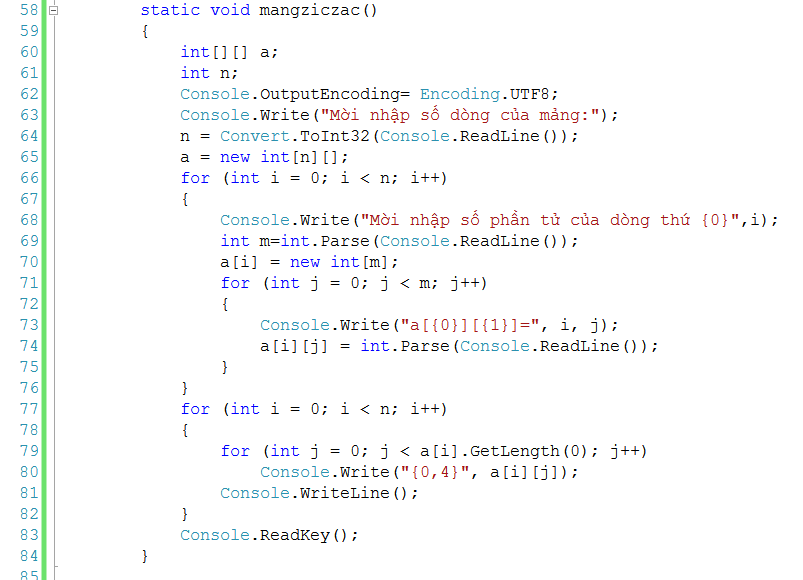 58 static void mangziczac()
59 {
60 int[][] a;
61 int n;
62 Console.OutputEncoding= Encoding.UTF8;
63 Console.Write("Mời nhập số dòng của mảng:");
64 n = Convert.ToInt32(Console.ReadLine());
65 a = new int[n][];
66 for (int i = 0; i < n; i++)
67 {
68 Console.Write("Mời nhập số phần tử của dòng thứ {0}",i);
69 int m=int.Parse(Console.ReadLine());
70 a[i] = new int[m];
71 for (int j = 0; j < m; j++)
72 {
73 Console.Write("a[{0}][{1}]=", i, j);
74 a[i][j] = int.Parse(Console.ReadLine());
75 }
76 }
77 for (int i = 0; i < n; i++)
78 {
79 for (int j = 0; j < a[i].GetLength(0); j++)
80 Console.Write("{0,4}", a[i][j]);
81 Console.WriteLine();
82 }
83 Console.ReadKey();
84 }
85